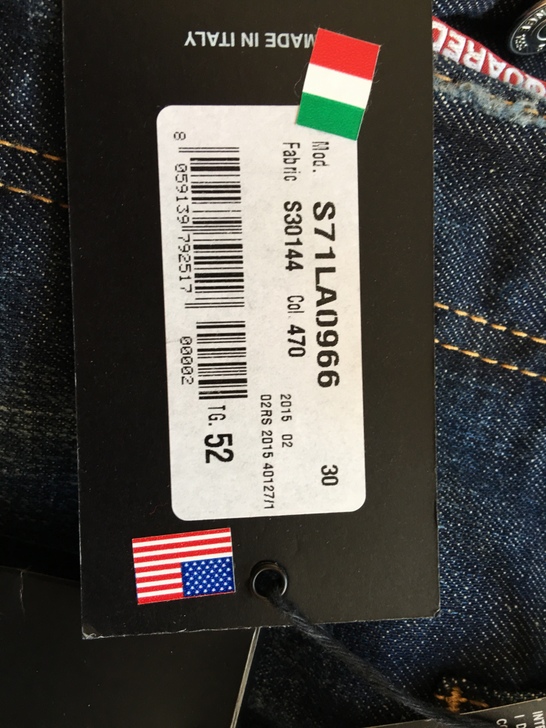 MADE IN ITALY
Mod. S71LA0966 30
Fabric S30144 Col. 470
2015 02
02RS 2015 40127/1
8 059139 792517
00002
TG. 52